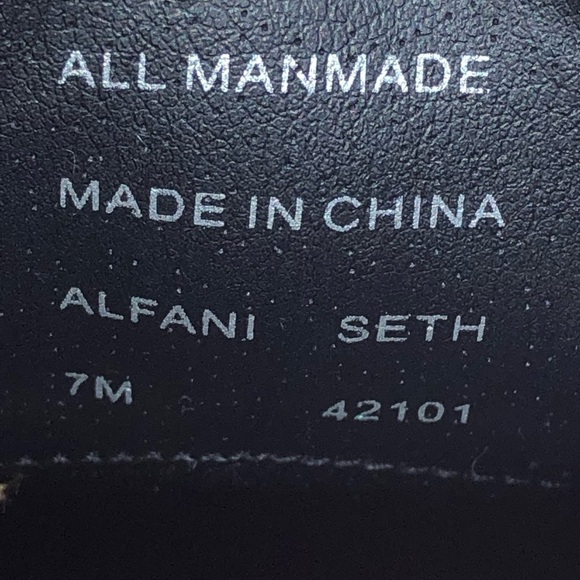 ALL MANMADE
MADE IN CHINA
ALFANI SETH
7M 42101